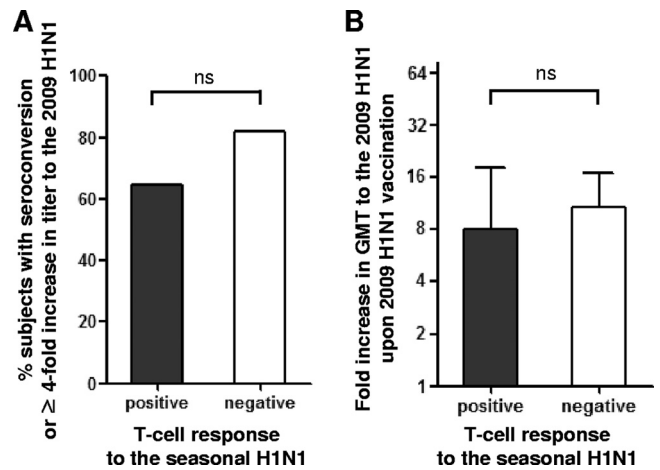 A
% subjects with seroconversion
or ≥ 4-fold increase in titer to the 2009 H1N1
100
80
60
40
20
0
ns
positive
negative
T-cell response
to the seasonal H1N1
B
Fold increase in GMT to the 2009 H1N1
upon 2009 H1N1 vaccination
64
32
16
8
4
2
1
ns
positive
negative
T-cell response
to the seasonal H1N1